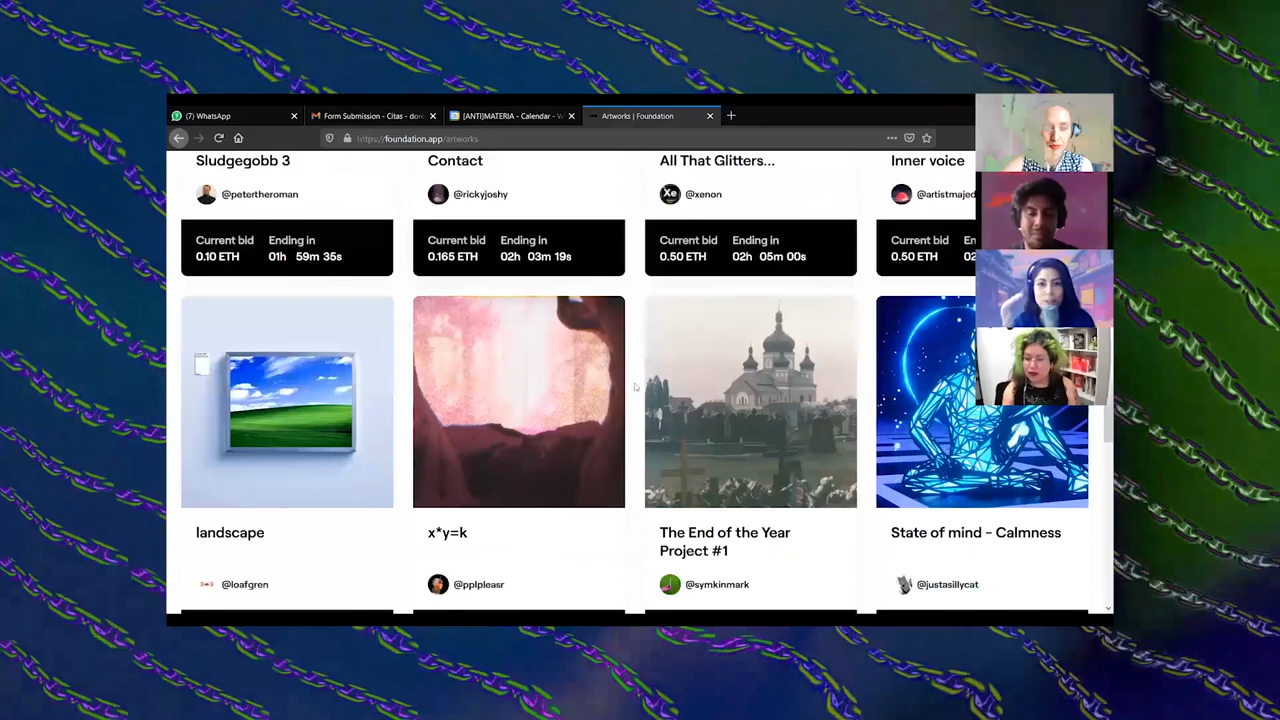 (7) WhatsApp
Form Submission - Citas - dor
[ANTI]MATERIA - Calendar - W
Artworks | Foundation
https://foundation.app/artworks
Sludgegobb 3
Contact
All That Glitters...
Inner voice
@petertheroman
@rickyjoshy
Xe
@xenon
@artistmajed
Current bid
Ending in
Current bid
Ending in
Current bid
Ending in
Current bid
En
0.10 ETH
01h 59m 35s
0.165 ETH
02h 03m 19s
0.50 ETH
02h 05m 00s
0.50 ETH
02
landscape
x*y=k
The End of the Year
Project #1
State of mind - Calmness
@loafgren
@pplpleasr
@symkinmark
@justasillycat